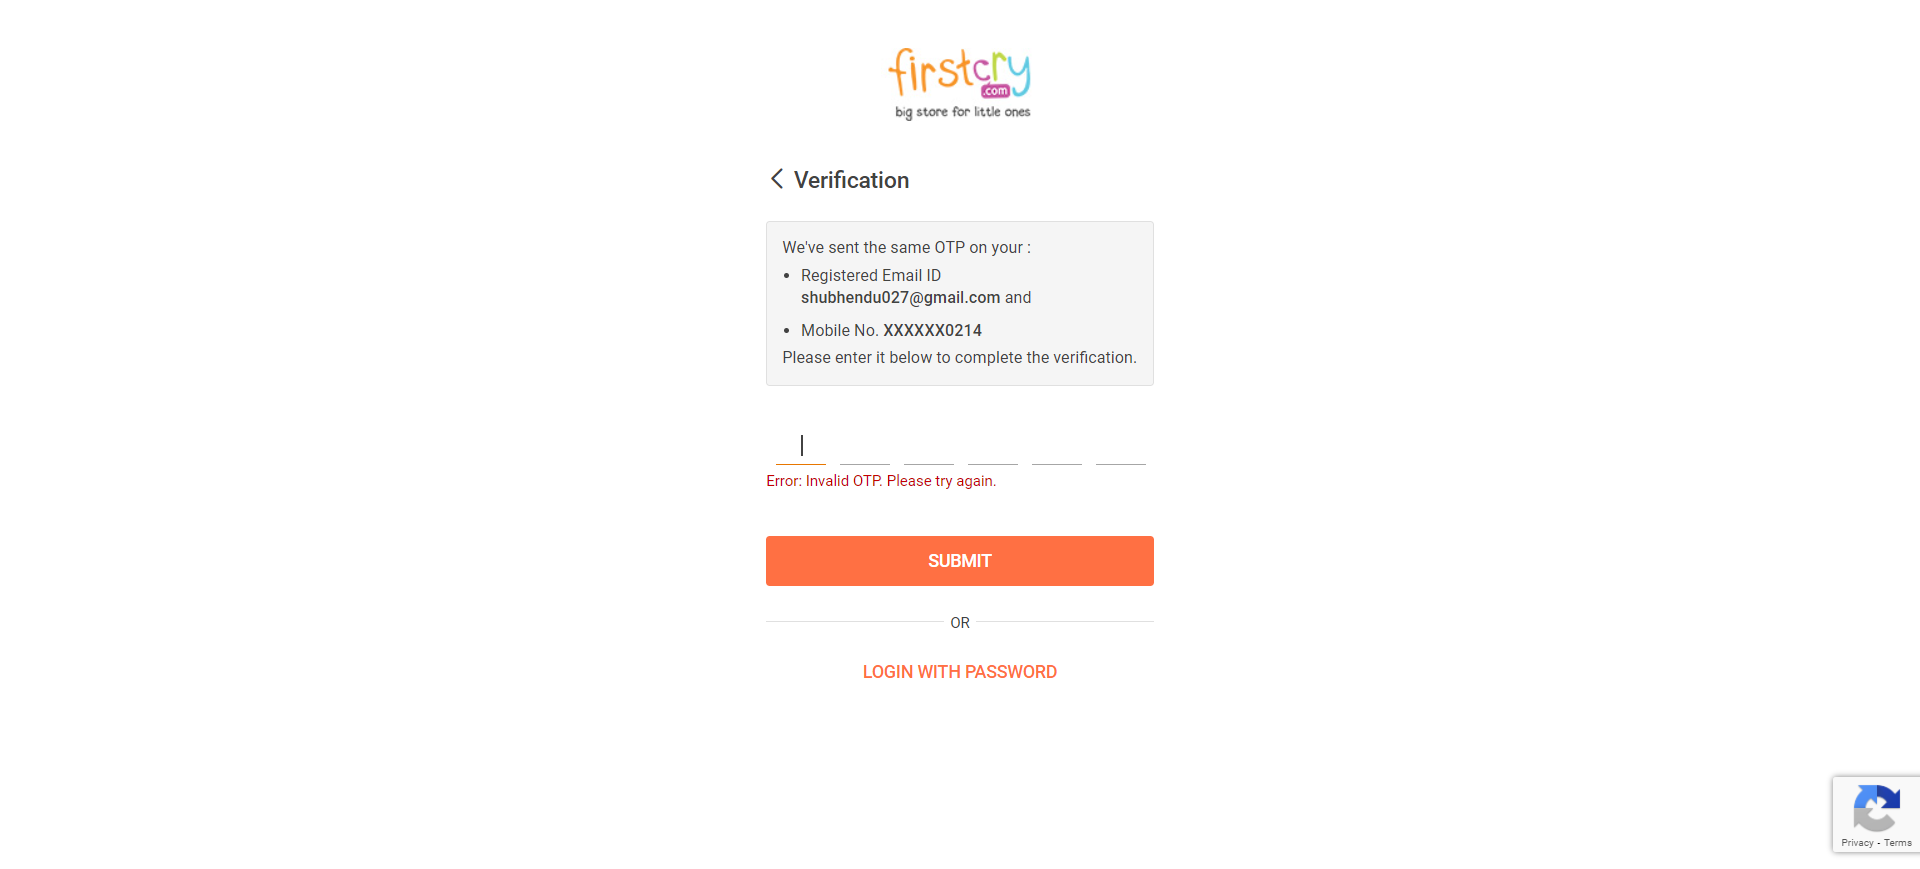 firstcry
.com
big store for little ones
Verification
We've sent the same OTP on your :
• Registered Email ID
shubhendu027@gmail.com and
• Mobile No. XXXXXX0214
Please enter it below to complete the verification.
Error: Invalid OTP. Please try again.
SUBMIT
OR
LOGIN WITH PASSWORD
Privacy - Terms